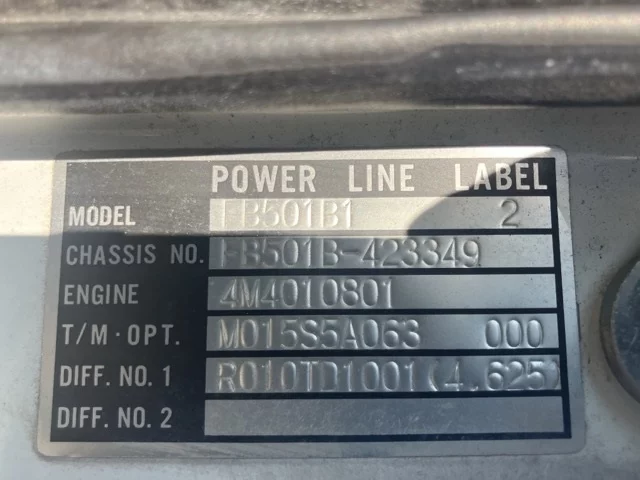 POWER LINE LABEL
MODEL FB501B1 2
CHASSIS NO. FB501B-423349
ENGINE 4M4010801
T/M·OPT. M015S5A063 000
DIFF. NO. 1 R010TD1001(4.625)
DIFF. NO. 2